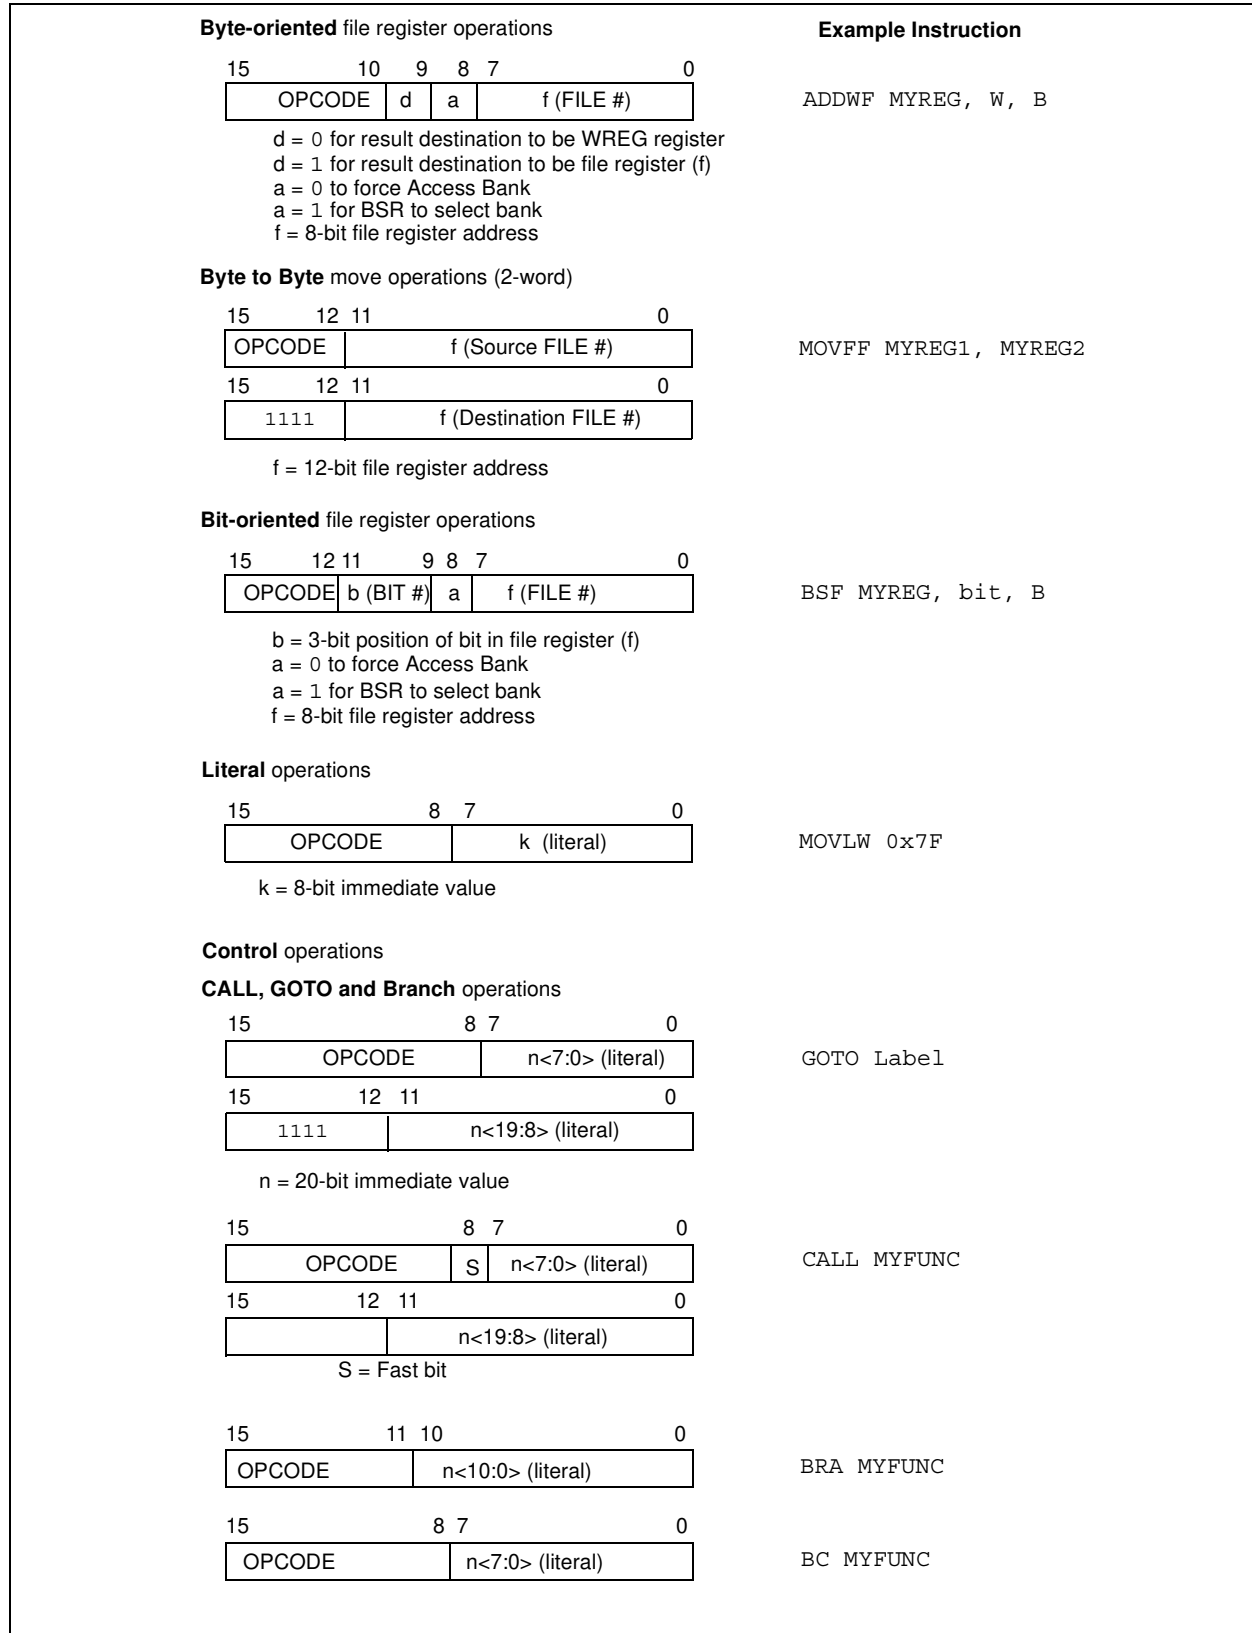 Byte-oriented file register operations Example Instruction
15 10 9 8 7 0
OPCODE d a f (FILE #) ADDWF MYREG, W, B
d = 0 for result destination to be WREG register
d = 1 for result destination to be file register (f)
a = 0 to force Access Bank
a = 1 for BSR to select bank
f = 8-bit file register address
Byte to Byte move operations (2-word)
15 12 11 0
OPCODE f (Source FILE #) MOVFF MYREG1, MYREG2
15 12 11 0
1111 f (Destination FILE #)
f = 12-bit file register address
Bit-oriented file register operations
15 12 11 9 8 7 0
OPCODE b (BIT #) a f (FILE #) BSF MYREG, bit, B
b = 3-bit position of bit in file register (f)
a = 0 to force Access Bank
a = 1 for BSR to select bank
f = 8-bit file register address
Literal operations
15 8 7 0
OPCODE k (literal) MOVLW 0x7F
k = 8-bit immediate value
Control operations
CALL, GOTO and Branch operations
15 8 7 0
OPCODE n<7:0> (literal) GOTO Label
15 12 11 0
1111 n<19:8> (literal)
n = 20-bit immediate value
15 8 7 0
OPCODE S n<7:0> (literal) CALL MYFUNC
15 12 11 0
n<19:8> (literal)
S = Fast bit
15 11 10 0
OPCODE n<10:0> (literal) BRA MYFUNC
15 8 7 0
OPCODE n<7:0> (literal) BC MYFUNC